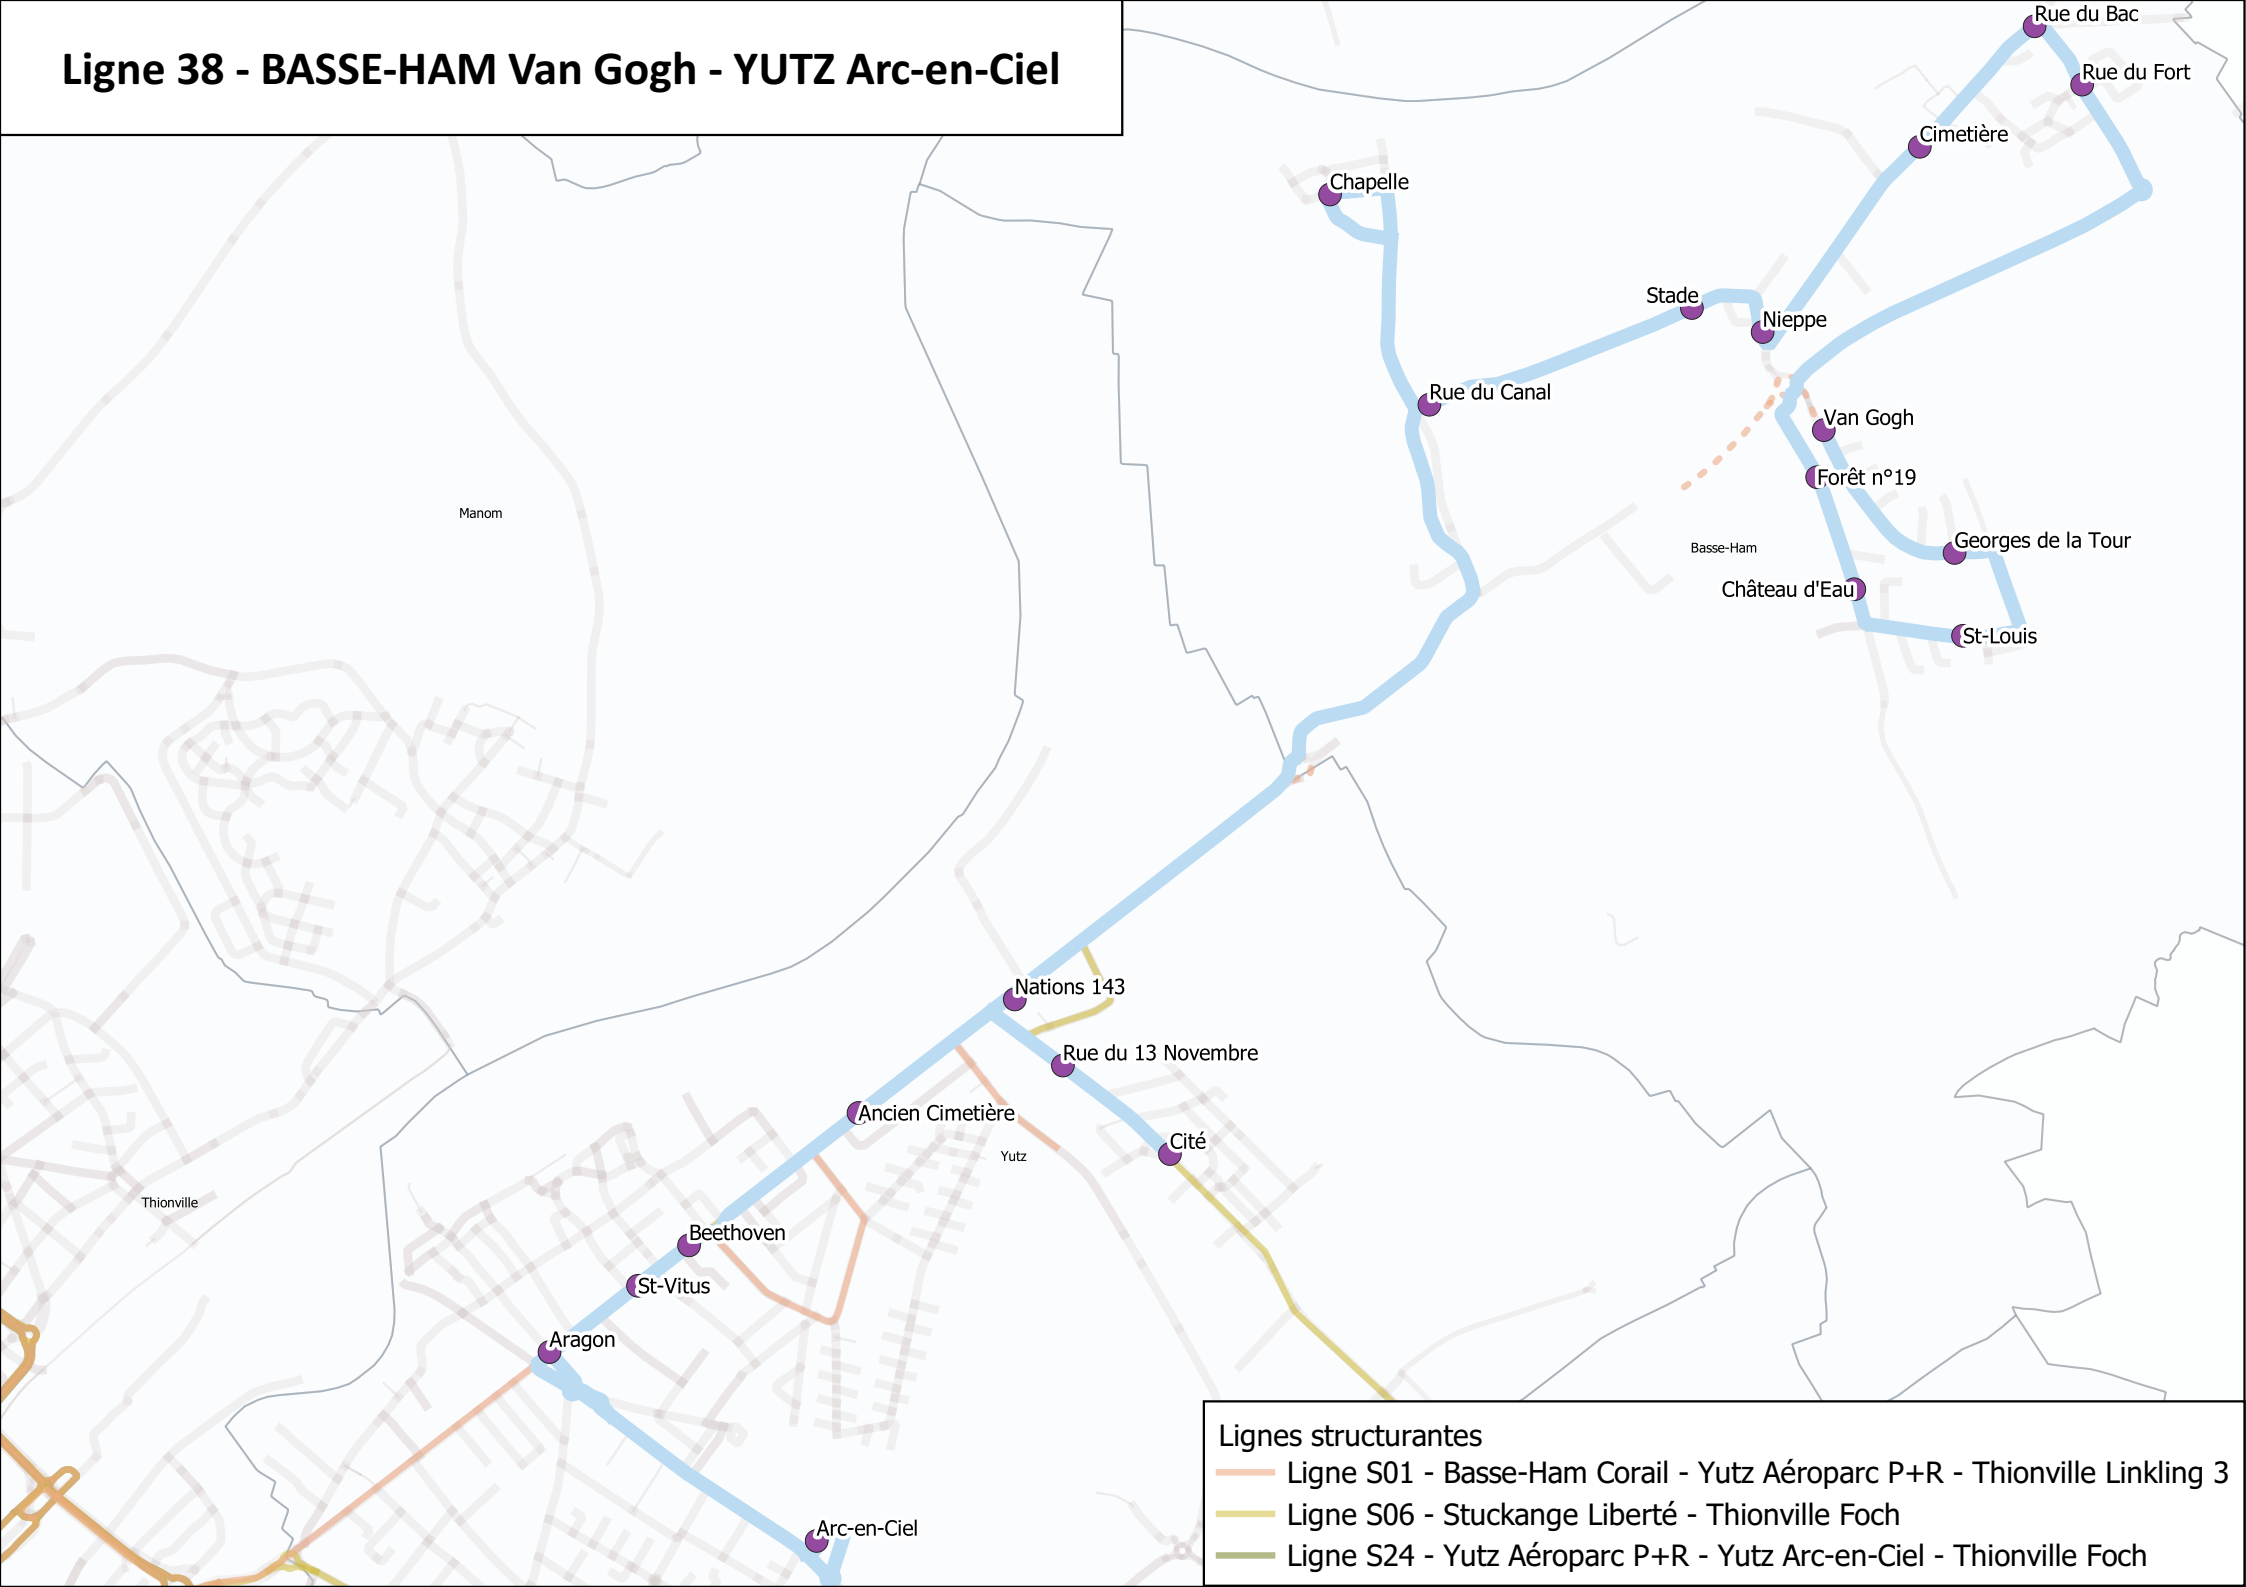 Ligne 38 - BASSE-HAM Van Gogh - YUTZ Arc-en-Ciel
Rue du Bac
Rue du Fort
Cimetière
Chapelle
Stade
Nieppe
Rue du Canal
Van Gogh
Forêt n°19
Manom
Georges de la Tour
Basse-Ham
Château d'Eau
St-Louis
Nations 143
Rue du 13 Novembre
Ancien Cimetière
Cité
Yutz
Thionville
Beethoven
St-Vitus
Aragon
Arc-en-Ciel
Lignes structurantes
Ligne S01 - Basse-Ham Corail - Yutz Aéroparc P+R - Thionville Linkling 3
Ligne S06 - Stuckange Liberté - Thionville Foch
Ligne S24 - Yutz Aéroparc P+R - Yutz Arc-en-Ciel - Thionville Foch